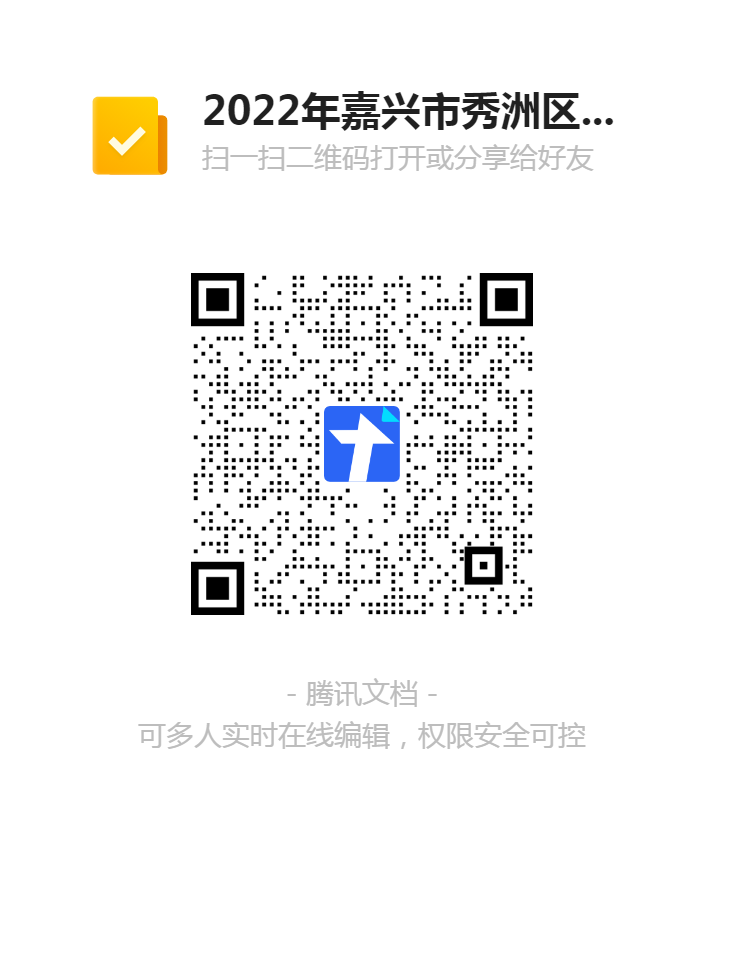 2022年嘉兴市秀洲区...
扫一扫二维码打开或分享给好友
- 腾讯文档 -
可多人实时在线编辑，权限安全可控